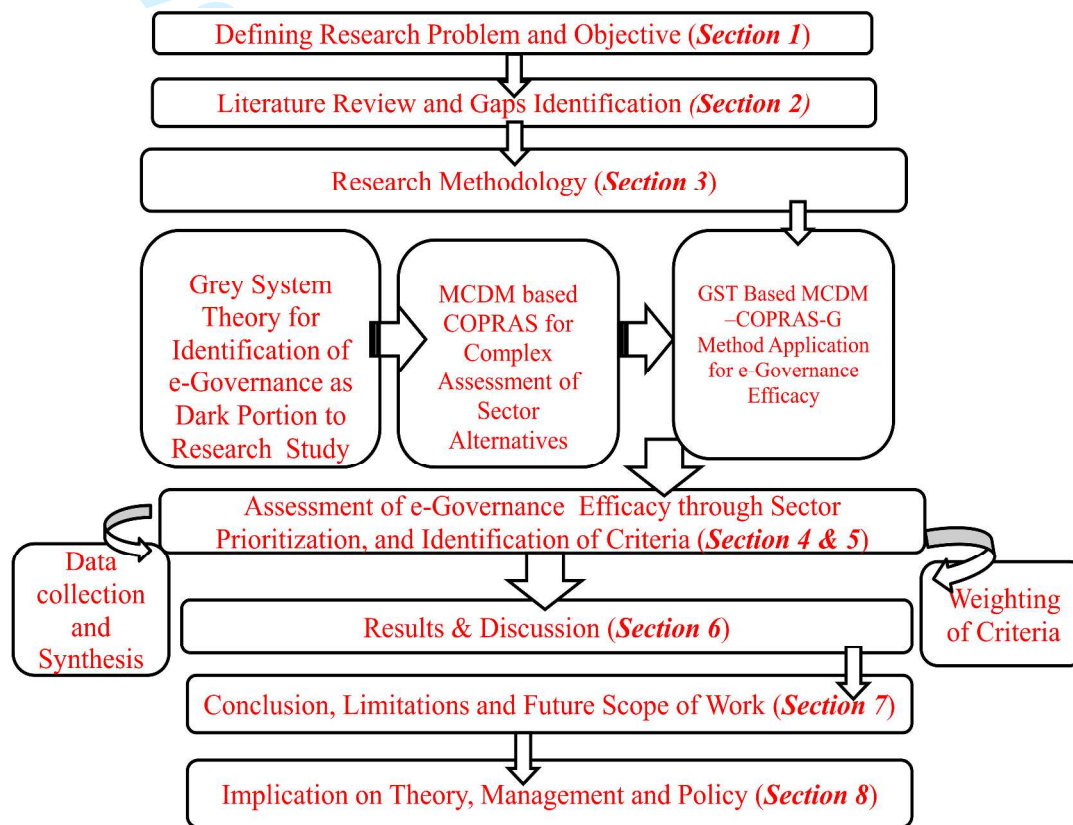 Defining Research Problem and Objective (Section 1)
Literature Review and Gaps Identification (Section 2)
Research Methodology (Section 3)
Grey System
Theory for
Identification of
e-Governance as
Dark Portion to
Research Study
MCDM based
COPRAS for
Complex
Assessment of
Sector
Alternatives
GST Based MCDM
–COPRAS-G
Method Application
for e-Governance
Efficacy
Assessment of e-Governance Efficacy through Sector
Prioritization, and Identification of Criteria (Section 4 & 5)
Data
collection
and
Synthesis
Weighting
of Criteria
Results & Discussion (Section 6)
Conclusion, Limitations and Future Scope of Work (Section 7)
Implication on Theory, Management and Policy (Section 8)